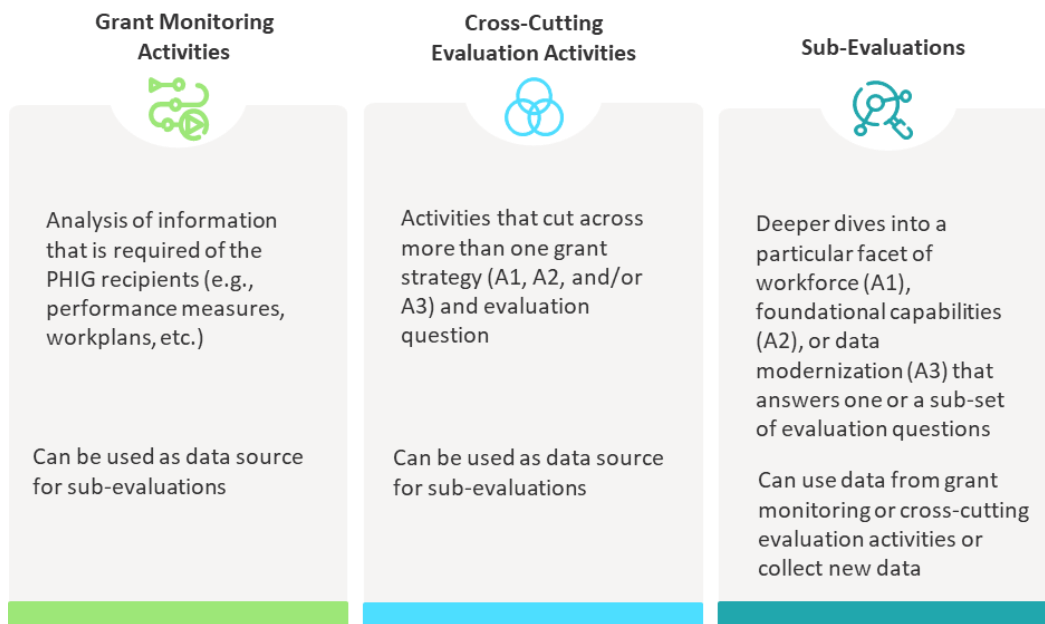 Grant Monitoring
Activities
Analysis of information
that is required of the
PHIG recipients (e.g.,
performance measures,
workplans, etc.)
Can be used as data source
for sub-evaluations
Cross-Cutting
Evaluation Activities
Activities that cut across
more than one grant
strategy (A1, A2, and/or
A3) and evaluation
question
Can be used as data source
for sub-evaluations
Sub-Evaluations
Deeper dives into a
particular facet of
workforce (A1),
foundational capabilities
(A2), or data
modernization (A3) that
answers one or a sub-set
of evaluation questions
Can use data from grant
monitoring or cross-cutting
evaluation activities or
collect new data